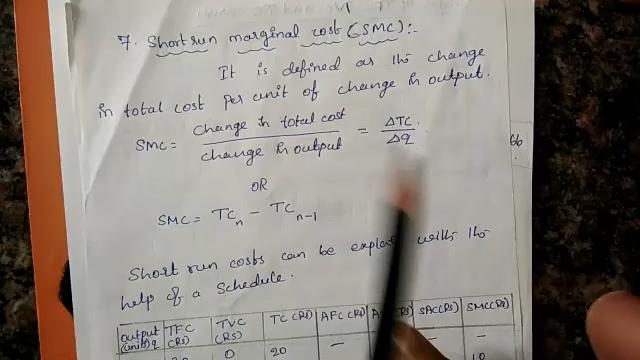 7. Short run marginal cost (SMC):-
It is defined as the change
in total cost per unit of change in output.
SMC = change in total cost / change in output = ΔTC / Δq
OR
SMC = TCn - TCn-1
66
Short run costs can be with the
help of a schedule.
output (units)q TFC (RS) TVC (RS) TC (RS) AFC (RS) SAC (RS) SMC (RS)
0 20 — — 10